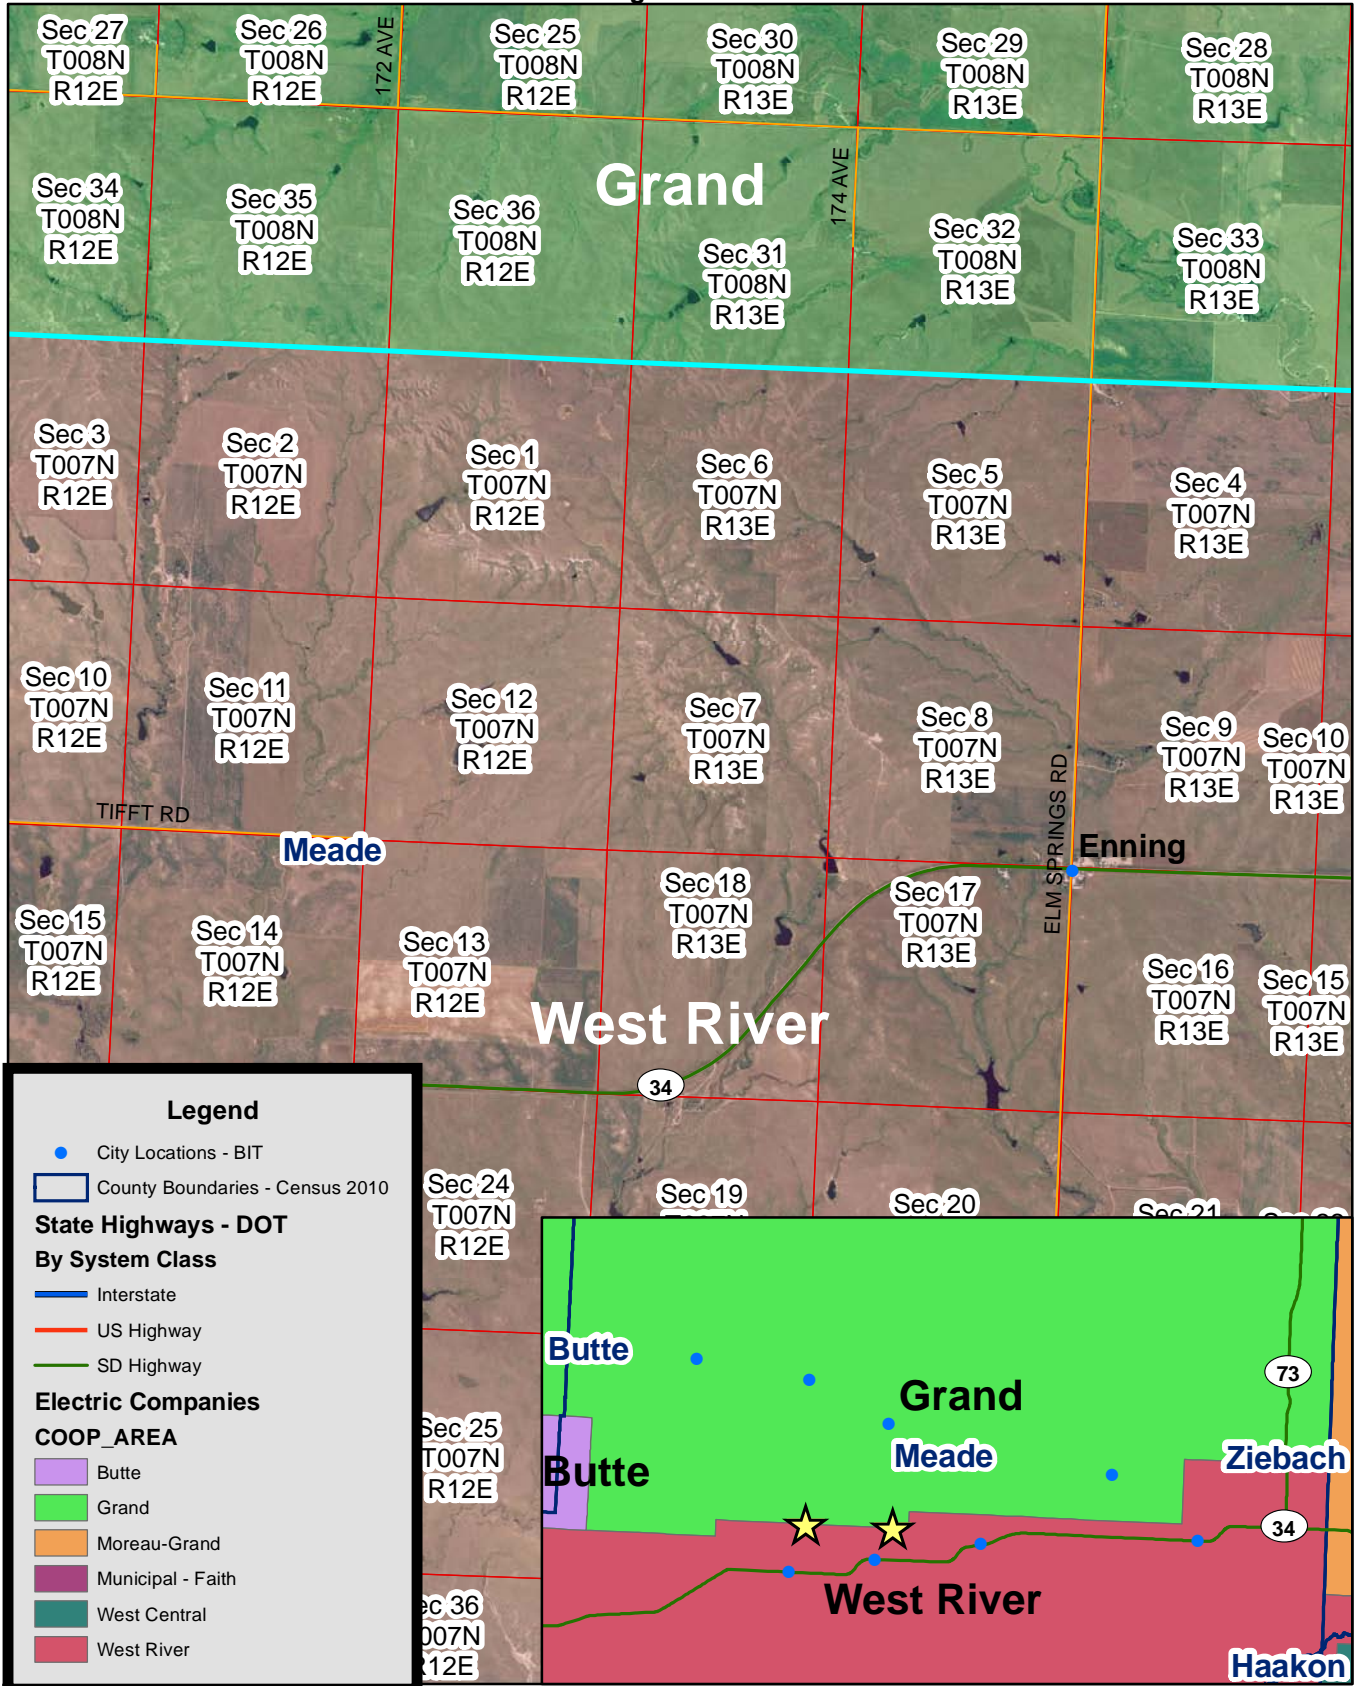 Sec 27
T008N
R12E
Sec 26
T008N
R12E
172 AVE
Sec 25
T008N
R12E
Sec 30
T008N
R13E
Sec 29
T008N
R13E
Sec 28
T008N
R13E
Sec 34
T008N
R12E
Sec 35
T008N
R12E
Sec 36
T008N
R12E
Grand
Sec 31
T008N
R13E
174 AVE
Sec 32
T008N
R13E
Sec 33
T008N
R13E
Sec 3
T007N
R12E
Sec 2
T007N
R12E
Sec 1
T007N
R12E
Sec 6
T007N
R13E
Sec 5
T007N
R13E
Sec 4
T007N
R13E
Sec 10
T007N
R12E
Sec 11
T007N
R12E
Sec 12
T007N
R12E
Sec 7
T007N
R13E
Sec 8
T007N
R13E
Sec 9
T007N
R13E
Sec 10
T007N
R13E
TIFFT RD
Meade
ELM SPRINGS RD
Enning
Sec 15
T007N
R12E
Sec 14
T007N
R12E
Sec 13
T007N
R12E
Sec 18
T007N
R13E
Sec 17
T007N
R13E
Sec 16
T007N
R13E
Sec 15
T007N
R13E
West River
34
Sec 24
T007N
R12E
Sec 19
Sec 20
Sec 21
Sec 25
T007N
R12E
ec 36
007N
R12E
Legend
City Locations - BIT
County Boundaries - Census 2010
State Highways - DOT
By System Class
Interstate
US Highway
SD Highway
Electric Companies
COOP_AREA
Butte
Grand
Moreau-Grand
Municipal - Faith
West Central
West River
Butte
73
Grand
Meade
Ziebach
Butte
34
West River
Haakon